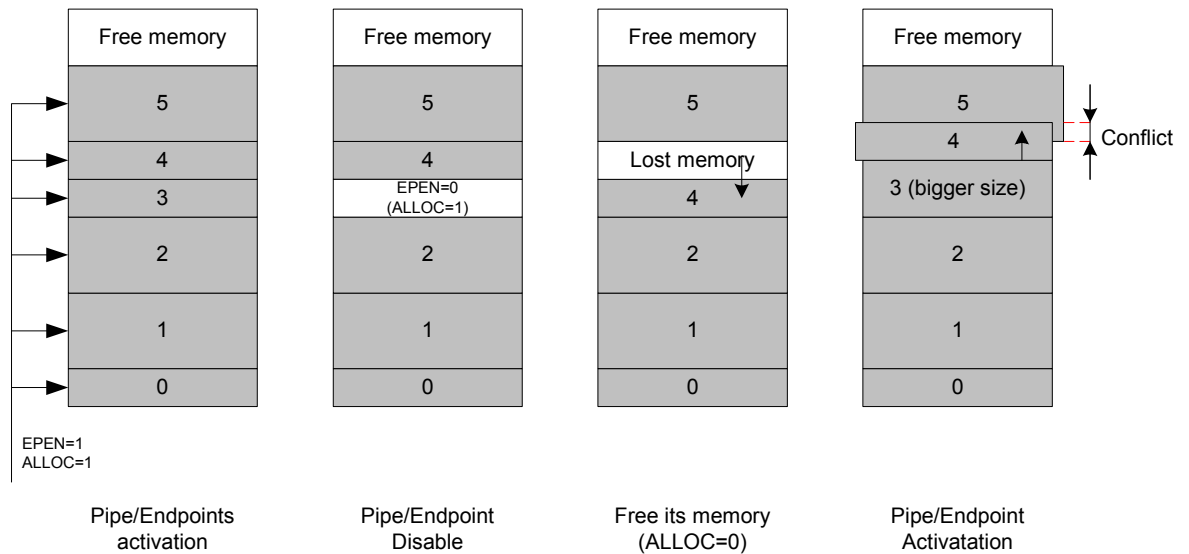 Free memory
5
4
3
2
1
0
EPEN=1
ALLOC=1
Pipe/Endpoints
activation
Free memory
5
4
EPEN=0
(ALLOC=1)
2
1
0
Pipe/Endpoint
Disable
Free memory
5
Lost memory
4
2
1
0
Free its memory
(ALLOC=0)
Free memory
5
4
Conflict
3 (bigger size)
2
1
0
Pipe/Endpoint
Activatation